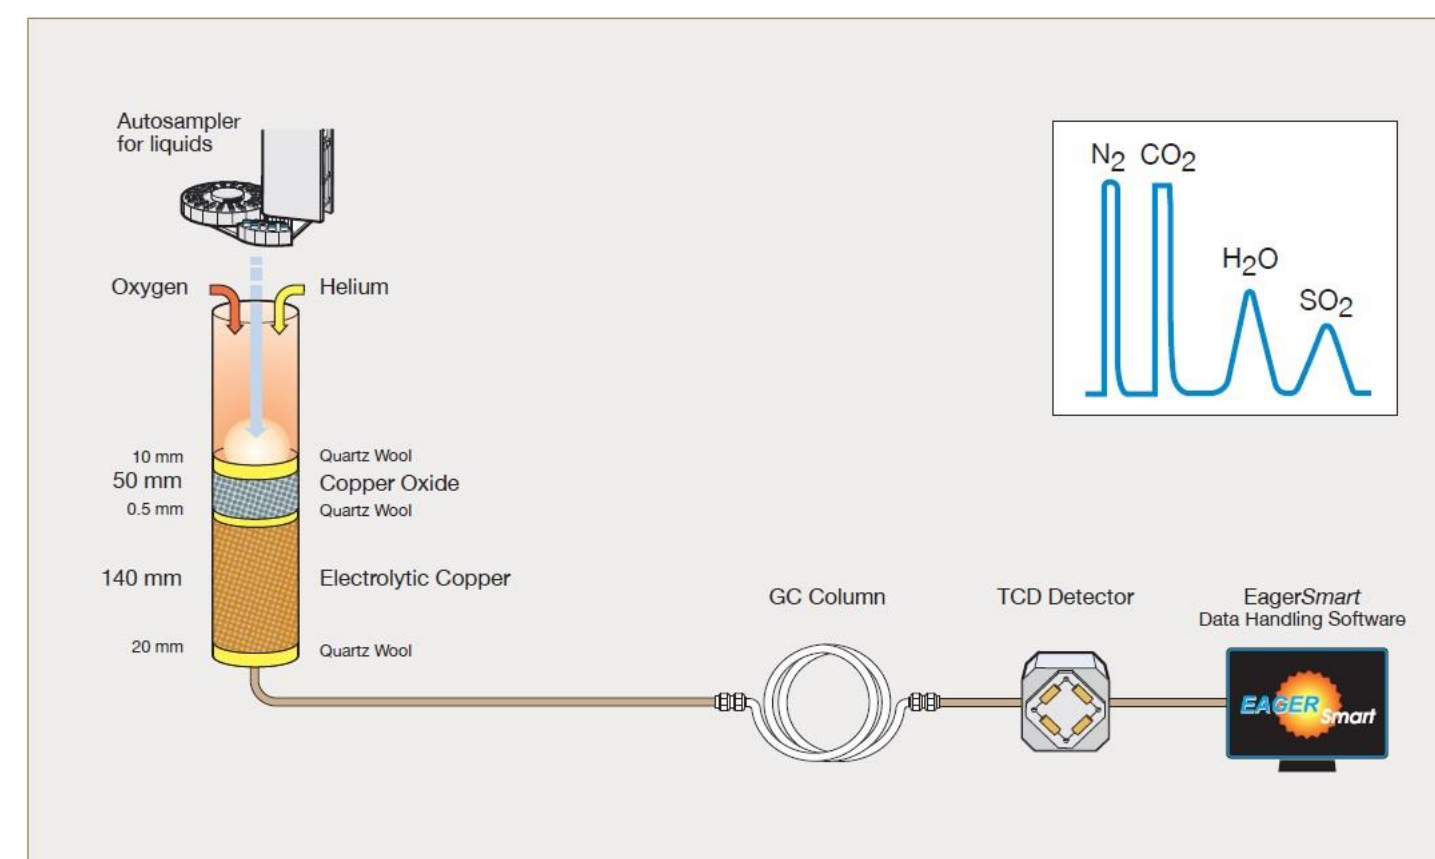 Autosampler
for liquids
N2 CO2
H2O
SO2
Oxygen
Helium
10 mm
Quartz Wool
50 mm
Copper Oxide
0.5 mm
Quartz Wool
140 mm
Electrolytic Copper
20 mm
Quartz Wool
GC Column
TCD Detector
EagerSmart
Data Handling Software
EAGER
Smart